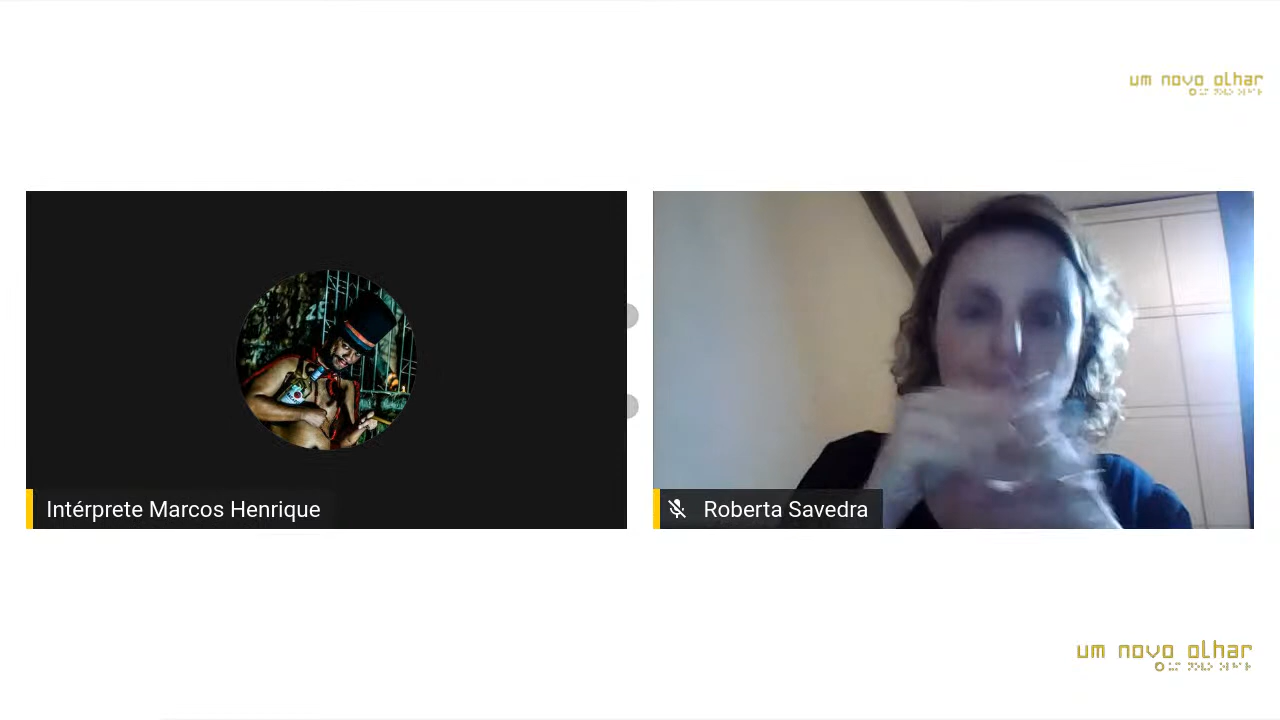 um novo olhar
Intérprete Marcos Henrique
Roberta Savedra
um novo olhar